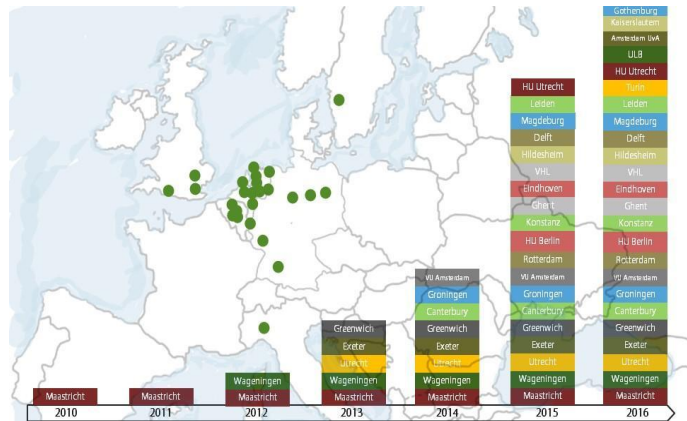 Maastricht
2010
Maastricht
2011
Wageningen
Maastricht
2012
Greenwich
Exeter
Utrecht
Wageningen
Maastricht
2013
VU Amsterdam
Groningen
Canterbury
Greenwich
Exeter
Utrecht
Wageningen
Maastricht
2014
HU Utrecht
Leiden
Magdeburg
Delft
Hildesheim
VHL
Eindhoven
Ghent
Konstanz
HU Berlin
Rotterdam
VU Amsterdam
Groningen
Canterbury
Greenwich
Exeter
Utrecht
Wageningen
Maastricht
2015
Gothenburg
Kaiserslautern
Amsterdam UvA
ULB
HU Utrecht
Turin
Leiden
Magdeburg
Delft
Hildesheim
VHL
Eindhoven
Ghent
Konstanz
HU Berlin
Rotterdam
VU Amsterdam
Groningen
Canterbury
Greenwich
Exeter
Utrecht
Wageningen
Maastricht
2016